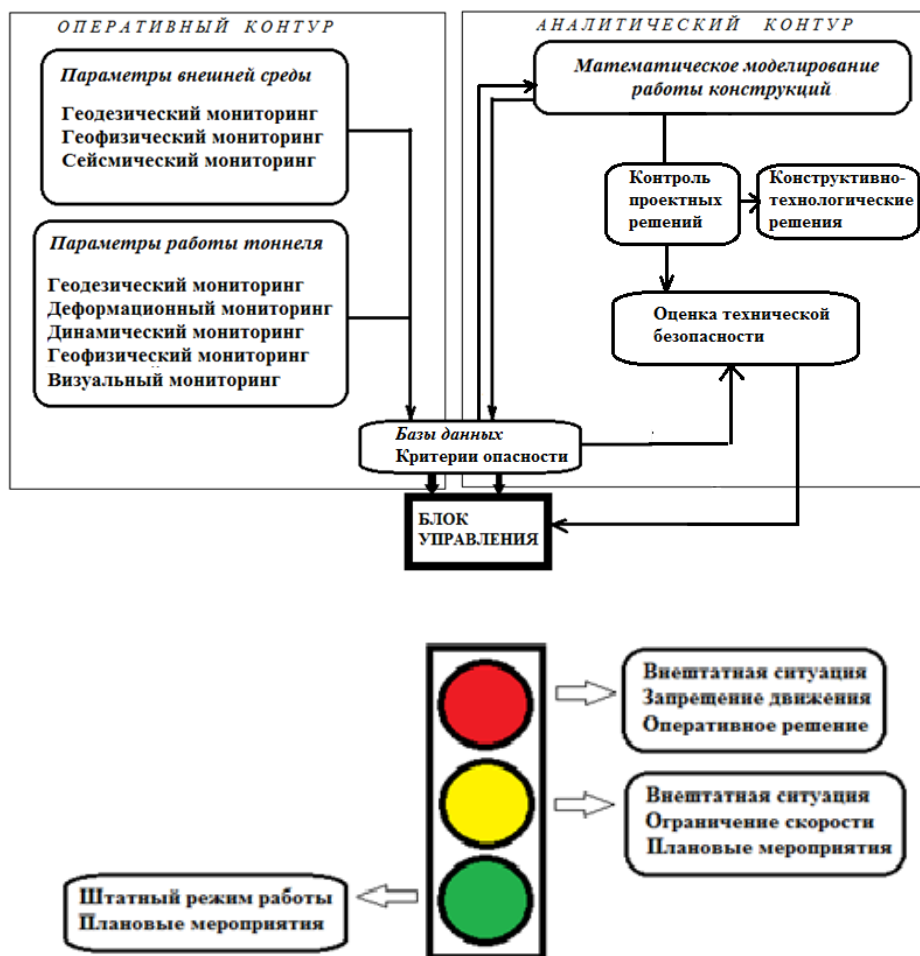 ОПЕРАТИВНЫЙ КОНТУР
Параметры внешней среды
Геодезический мониторинг
Геофизический мониторинг
Сейсмический мониторинг
Параметры работы тоннеля
Геодезический мониторинг
Деформационный мониторинг
Динамический мониторинг
Геофизический мониторинг
Визуальный мониторинг
АНАЛИТИЧЕСКИЙ КОНТУР
Математическое моделирование
работы конструкций
Контроль
проектных
решений
Конструктивно-
технологические
решения
Оценка технической
безопасности
Базы данных
Критерии опасности
БЛОК
УПРАВЛЕНИЯ
Внештатная ситуация
Запрещение движения
Оперативное решение
Внештатная ситуация
Ограничение скорости
Плановые мероприятия
Штатный режим работы
Плановые мероприятия